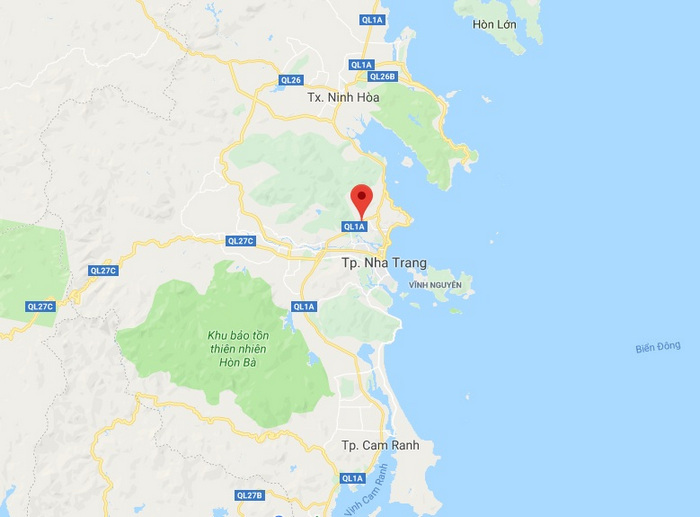 QL1A
Hòn Lớn
QL1A
QL26B
QL26
Tx. Ninh Hòa
QL1A
QL27C
Tp. Nha Trang
QL27C
VĨNH NGUYÊN
QL27C
QL1A
Khu bảo tồn
thiên nhiên
Hòn Bà
Biển Đông
Tp. Cam Ranh
QL1A
Vịnh Cam Ranh
QL27B